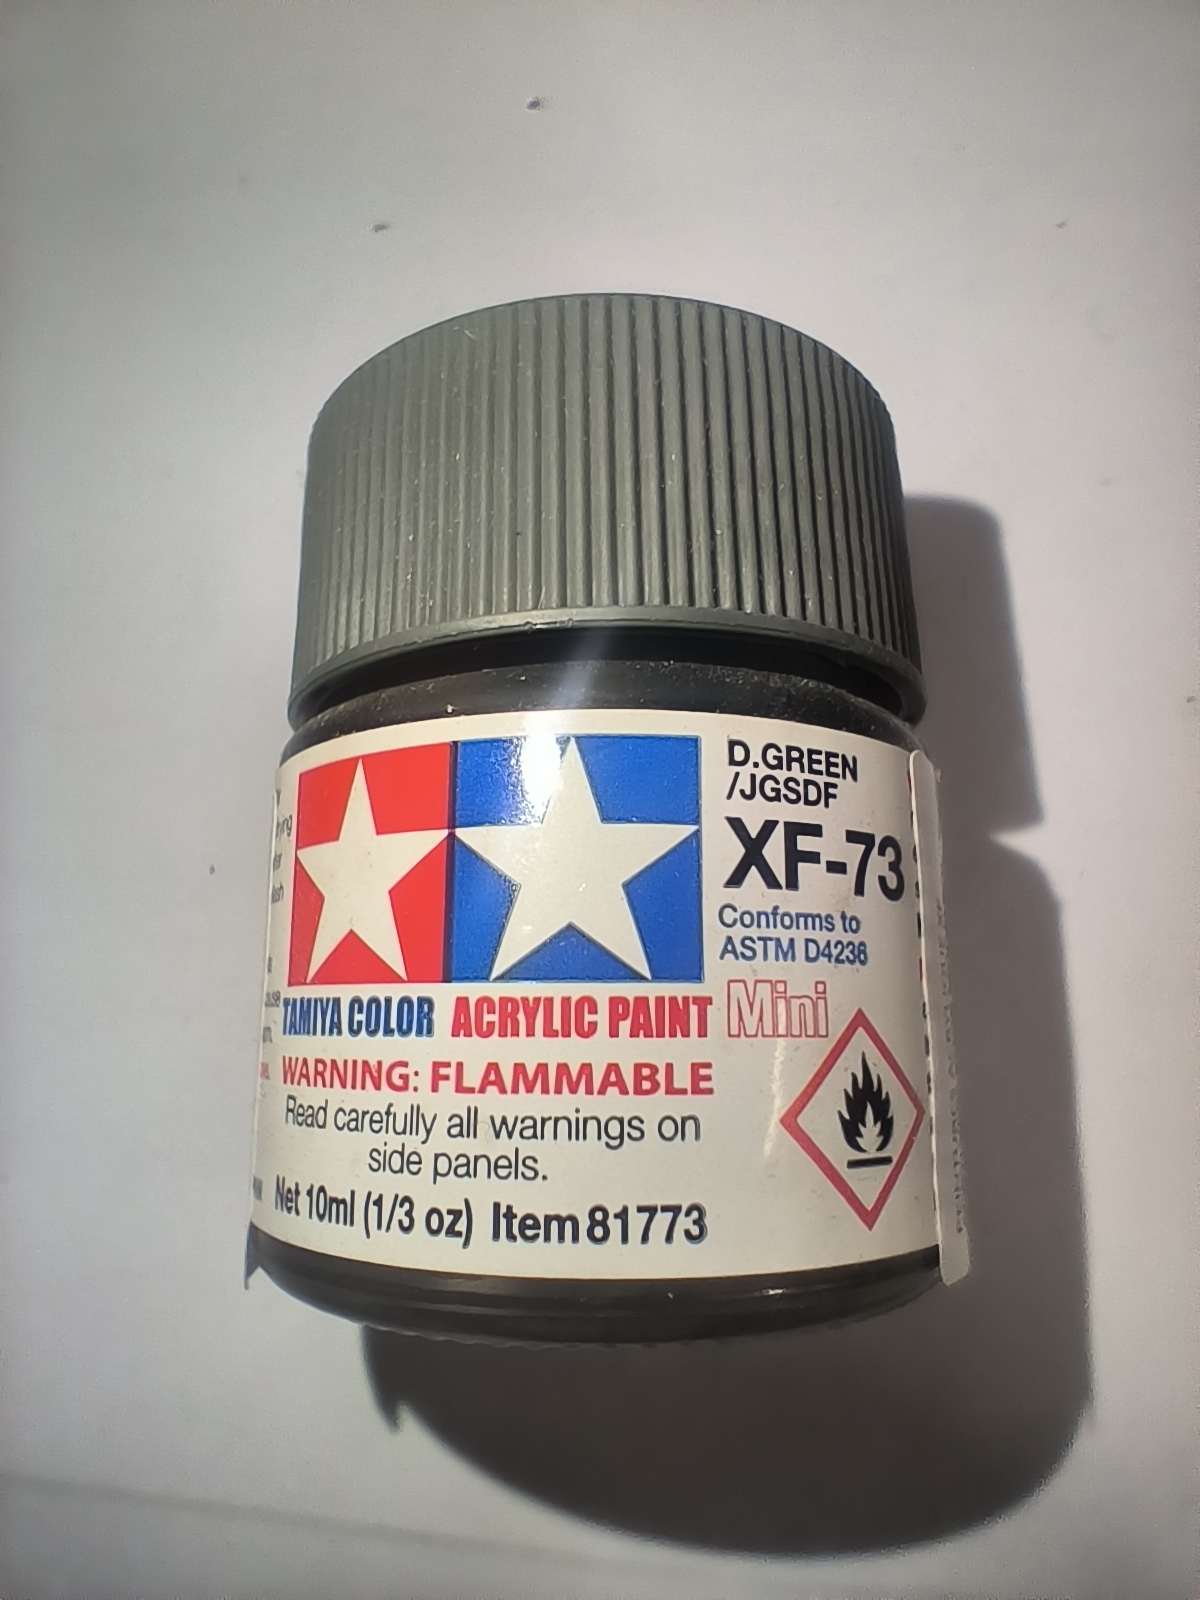 D.GREEN
/JGSDF
XF-73
Conforms to
ASTM D4236
TAMIYA COLOR ACRYLIC PAINT Mini
WARNING: FLAMMABLE
Read carefully all warnings on
side panels.
Net 10ml (1/3 oz) Item 81773